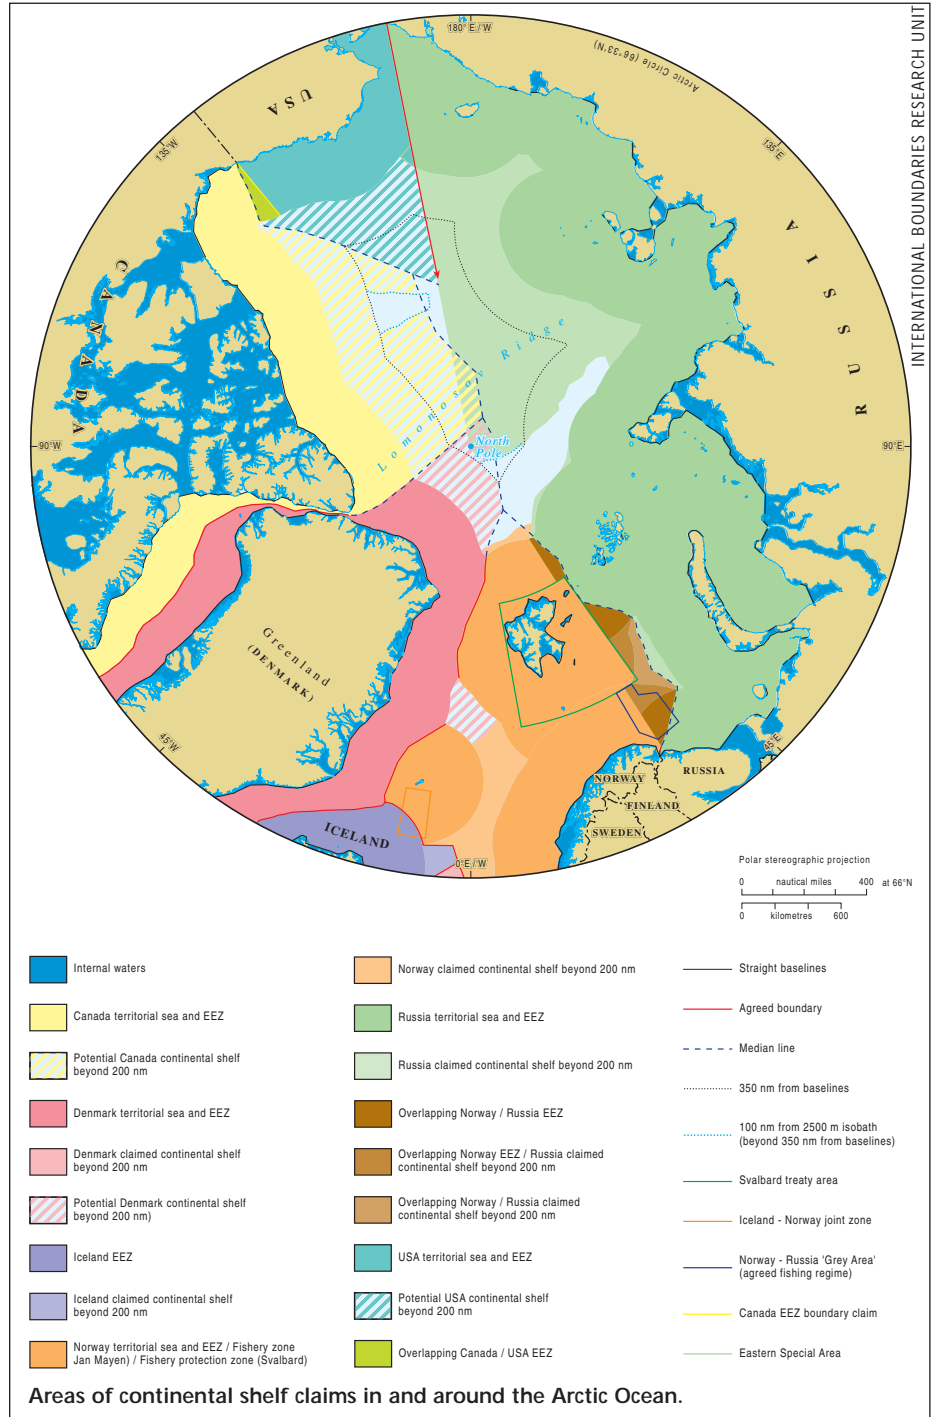 INTERNATIONAL BOUNDARIES RESEARCH UNIT
180° E / W
Arctic Circle (66°33'N)
135°W
135°E
USA
CANADA
RUSSIA
90°W
90°E
Lomonosov Ridge
North
Pole
Greenland
(DENMARK)
45°W
45°E
ICELAND
NORWAY
RUSSIA
FINLAND
SWEDEN
0°E / W
Polar stereographic projection
0 nautical miles 400 at 66°N
0 kilometres 600
Internal waters
Canada territorial sea and EEZ
Potential Canada continental shelf
beyond 200 nm
Denmark territorial sea and EEZ
Denmark claimed continental shelf
beyond 200 nm
Potential Denmark continental shelf
beyond 200 nm)
Iceland EEZ
Iceland claimed continental shelf
beyond 200 nm
Norway territorial sea and EEZ / Fishery zone
Jan Mayen) / Fishery protection zone (Svalbard)
Norway claimed continental shelf beyond 200 nm
Russia territorial sea and EEZ
Russia claimed continental shelf beyond 200 nm
Overlapping Norway / Russia EEZ
Overlapping Norway EEZ / Russia claimed
continental shelf beyond 200 nm
Overlapping Norway / Russia claimed
continental shelf beyond 200 nm
USA territorial sea and EEZ
Potential USA continental shelf
beyond 200 nm
Overlapping Canada / USA EEZ
Straight baselines
Agreed boundary
Median line
350 nm from baselines
100 nm from 2500 m isobath
(beyond 350 nm from baselines)
Svalbard treaty area
Iceland - Norway joint zone
Norway - Russia 'Grey Area'
(agreed fishing regime)
Canada EEZ boundary claim
Eastern Special Area
Areas of continental shelf claims in and around the Arctic Ocean.